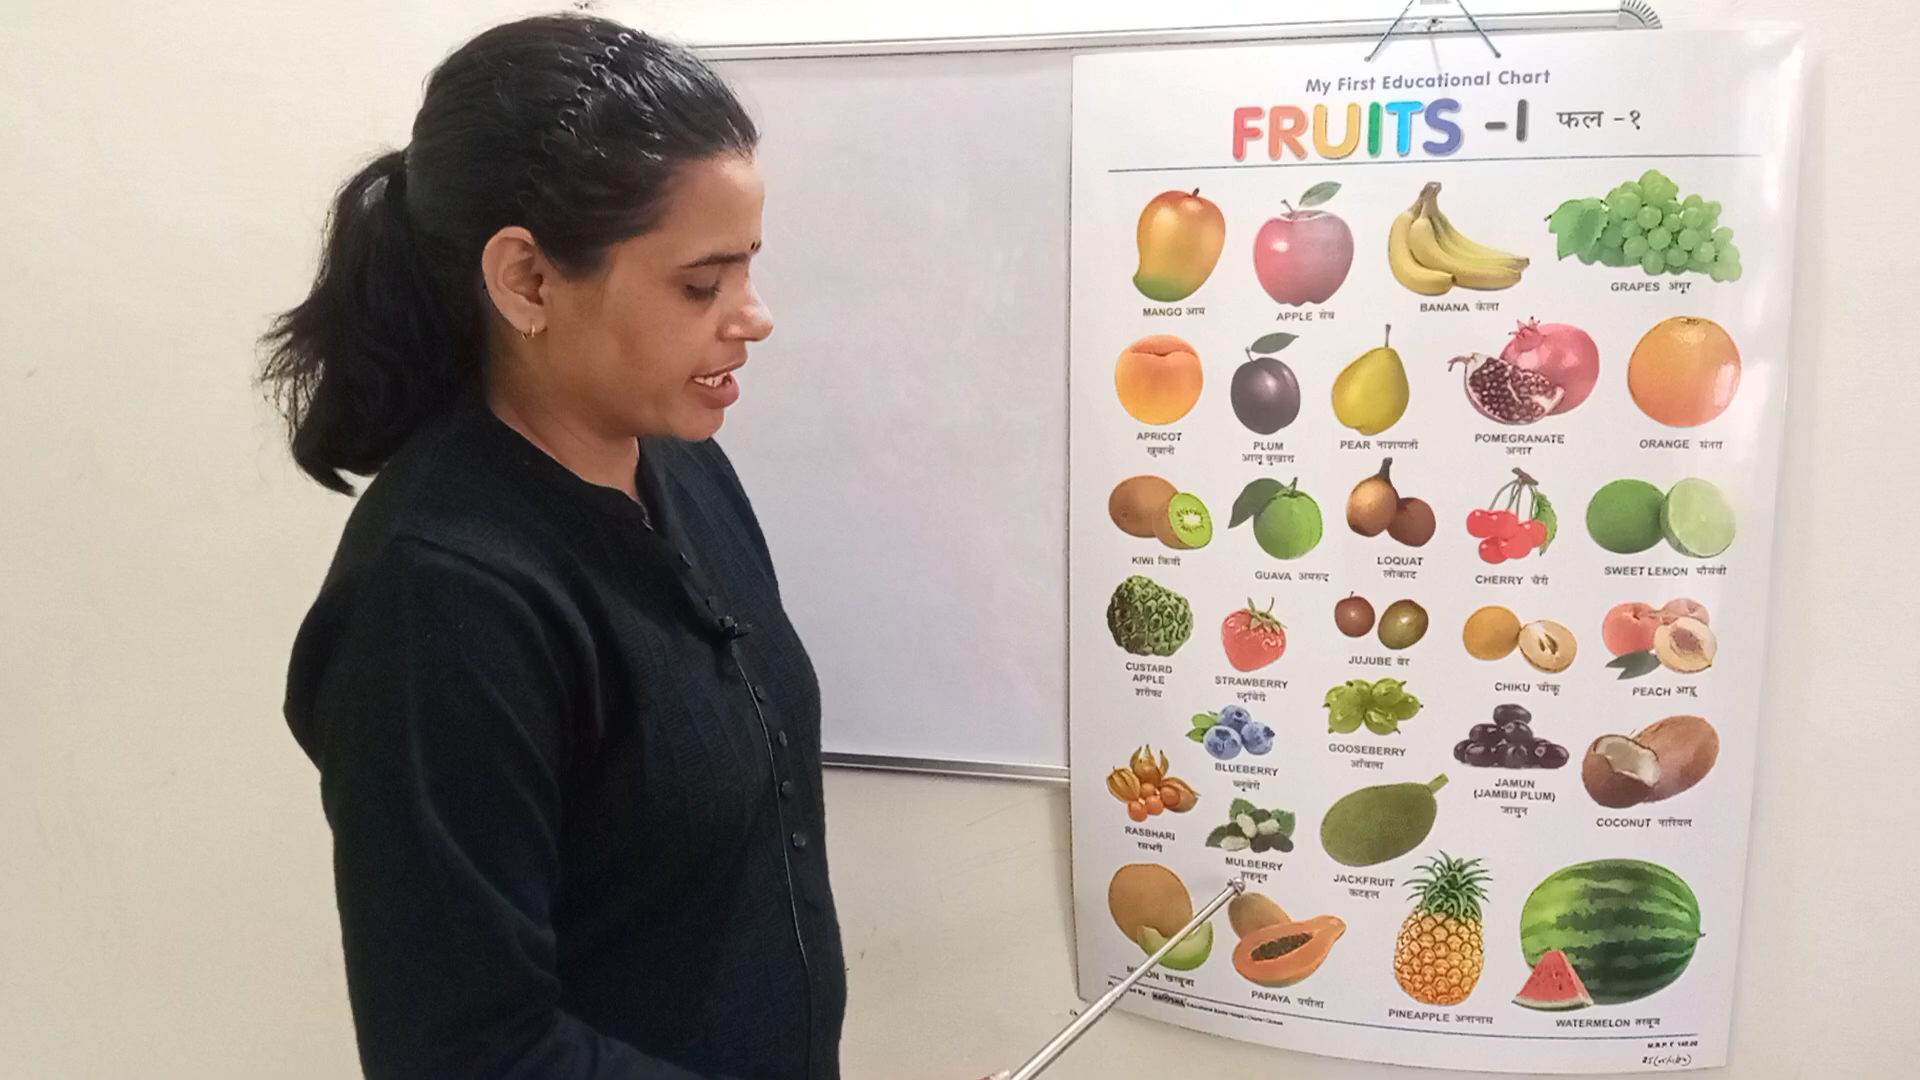 My First Educational Chart
FRUITS -1 फल -१
MANGO आम
APPLE सेब
BANANA केला
GRAPES अंगूर
APRICOT
खुबानी
PLUM
आलू बुखारा
PEAR नाशपाती
POMEGRANATE
अनार
ORANGE संतरा
KIWI किवी
GUAVA अमरुद
LOQUAT
लोकाट
CHERRY चेरी
SWEET LEMON मौसंबी
CUSTARD
APPLE
शरीफा
STRAWBERRY
स्ट्रॉबेरी
JUJUBE बेर
CHIKU चीकू
PEACH आड़ू
BLUEBERRY
ब्लूबेरी
GOOSEBERRY
आँवला
JAMUN
(JAMBU PLUM)
जामुन
COCONUT नारियल
RASBHARI
रसभरी
MULBERRY
शहतूत
JACKFRUIT
कटहल
खरबूजा
PAPAYA पपीता
PINEAPPLE अनानास
WATERMELON तरबूज
M.R.P. ₹